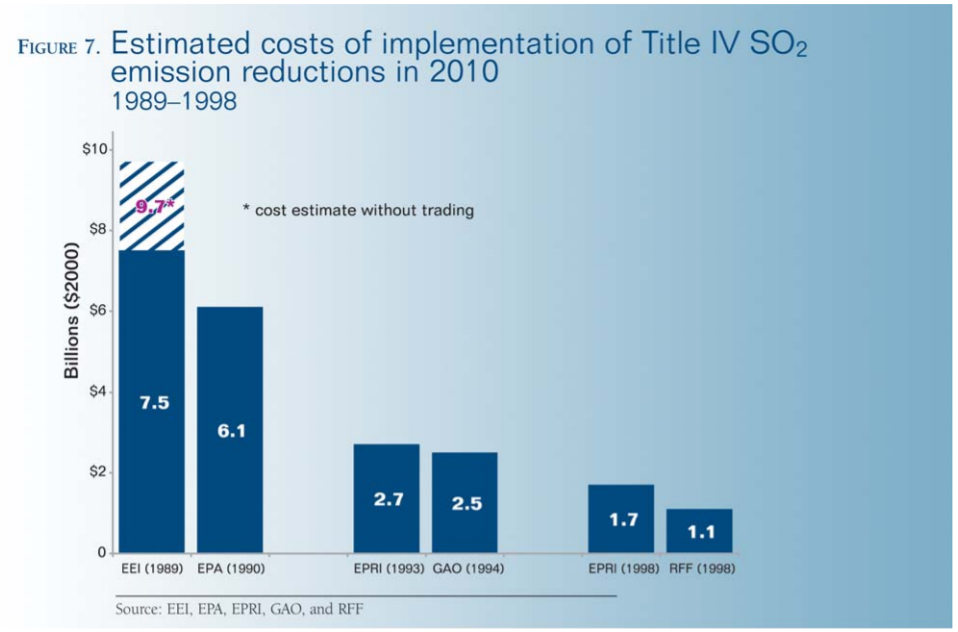 FIGURE 7. Estimated costs of implementation of Title IV SO₂
emission reductions in 2010
1989–1998
$10
$8
$6
$4
$2
0
Billions ($2000)
9.7*
* cost estimate without trading
7.5
6.1
2.7
2.5
1.7
1.1
EEI (1989) EPA (1990) EPRI (1993) GAO (1994) EPRI (1998) RFF (1998)
Source: EEI, EPA, EPRI, GAO, and RFF